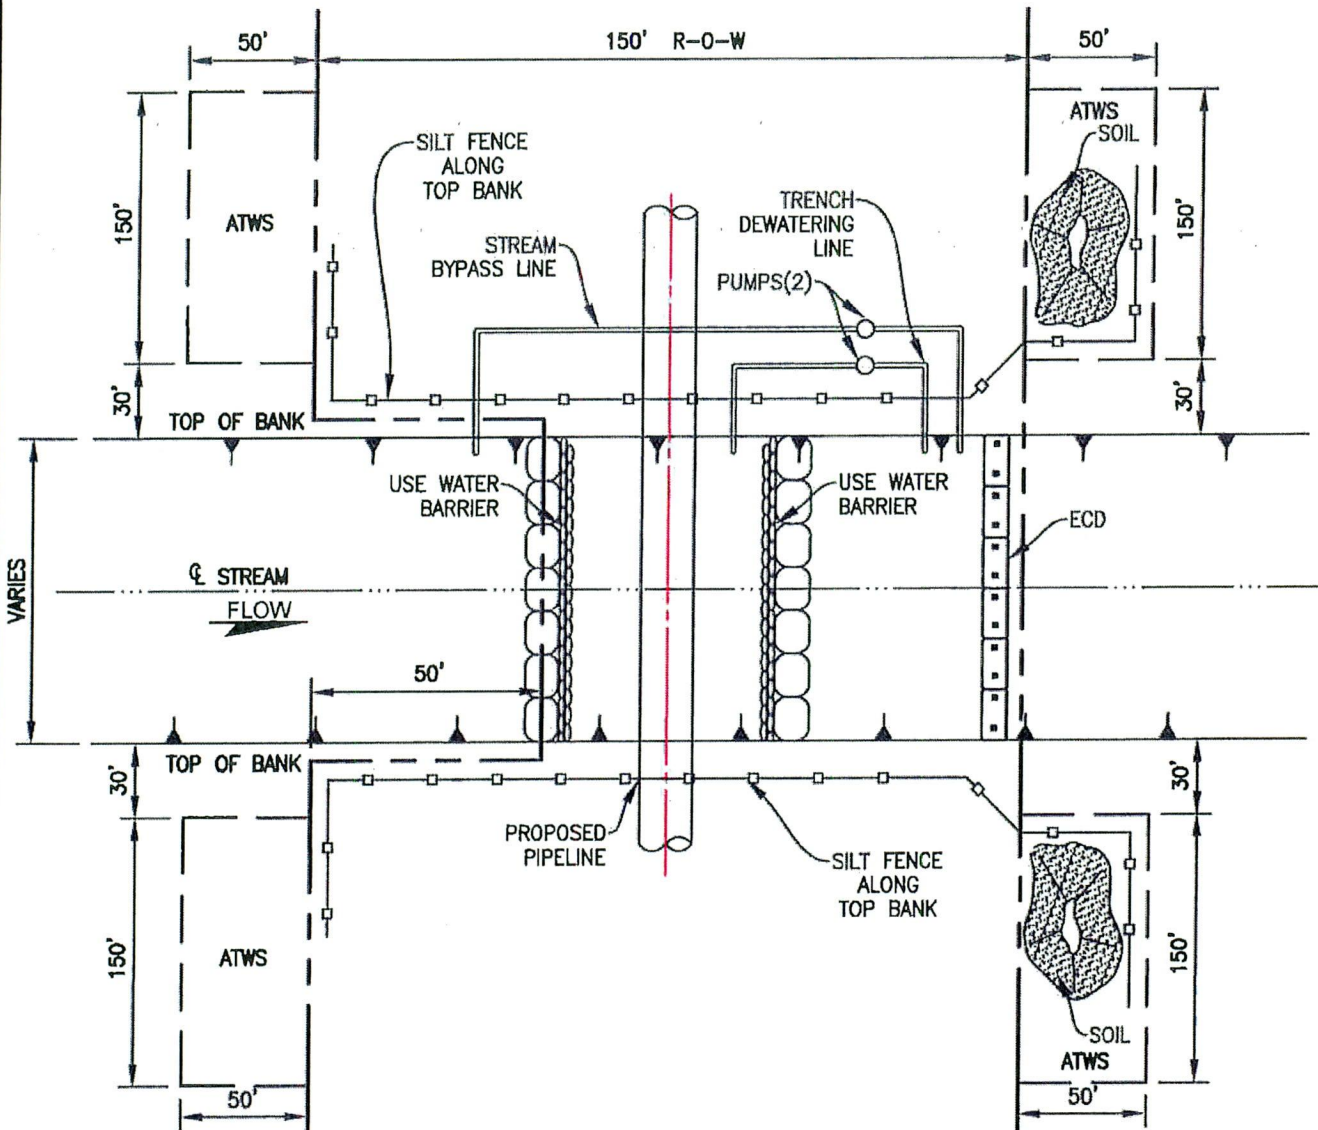 50'
150' R-O-W
50'
ATWS
SOIL
SILT FENCE
ALONG
TOP BANK
TRENCH
DEWATERING
LINE
150'
ATWS
150'
STREAM
BYPASS LINE
PUMPS(2)
30'
30'
TOP OF BANK
USE WATER
BARRIER
USE WATER
BARRIER
ECD
VARIES
℄ STREAM
FLOW
50'
TOP OF BANK
30'
30'
PROPOSED
PIPELINE
SILT FENCE
ALONG
TOP BANK
150'
ATWS
150'
SOIL
ATWS
50'
50'